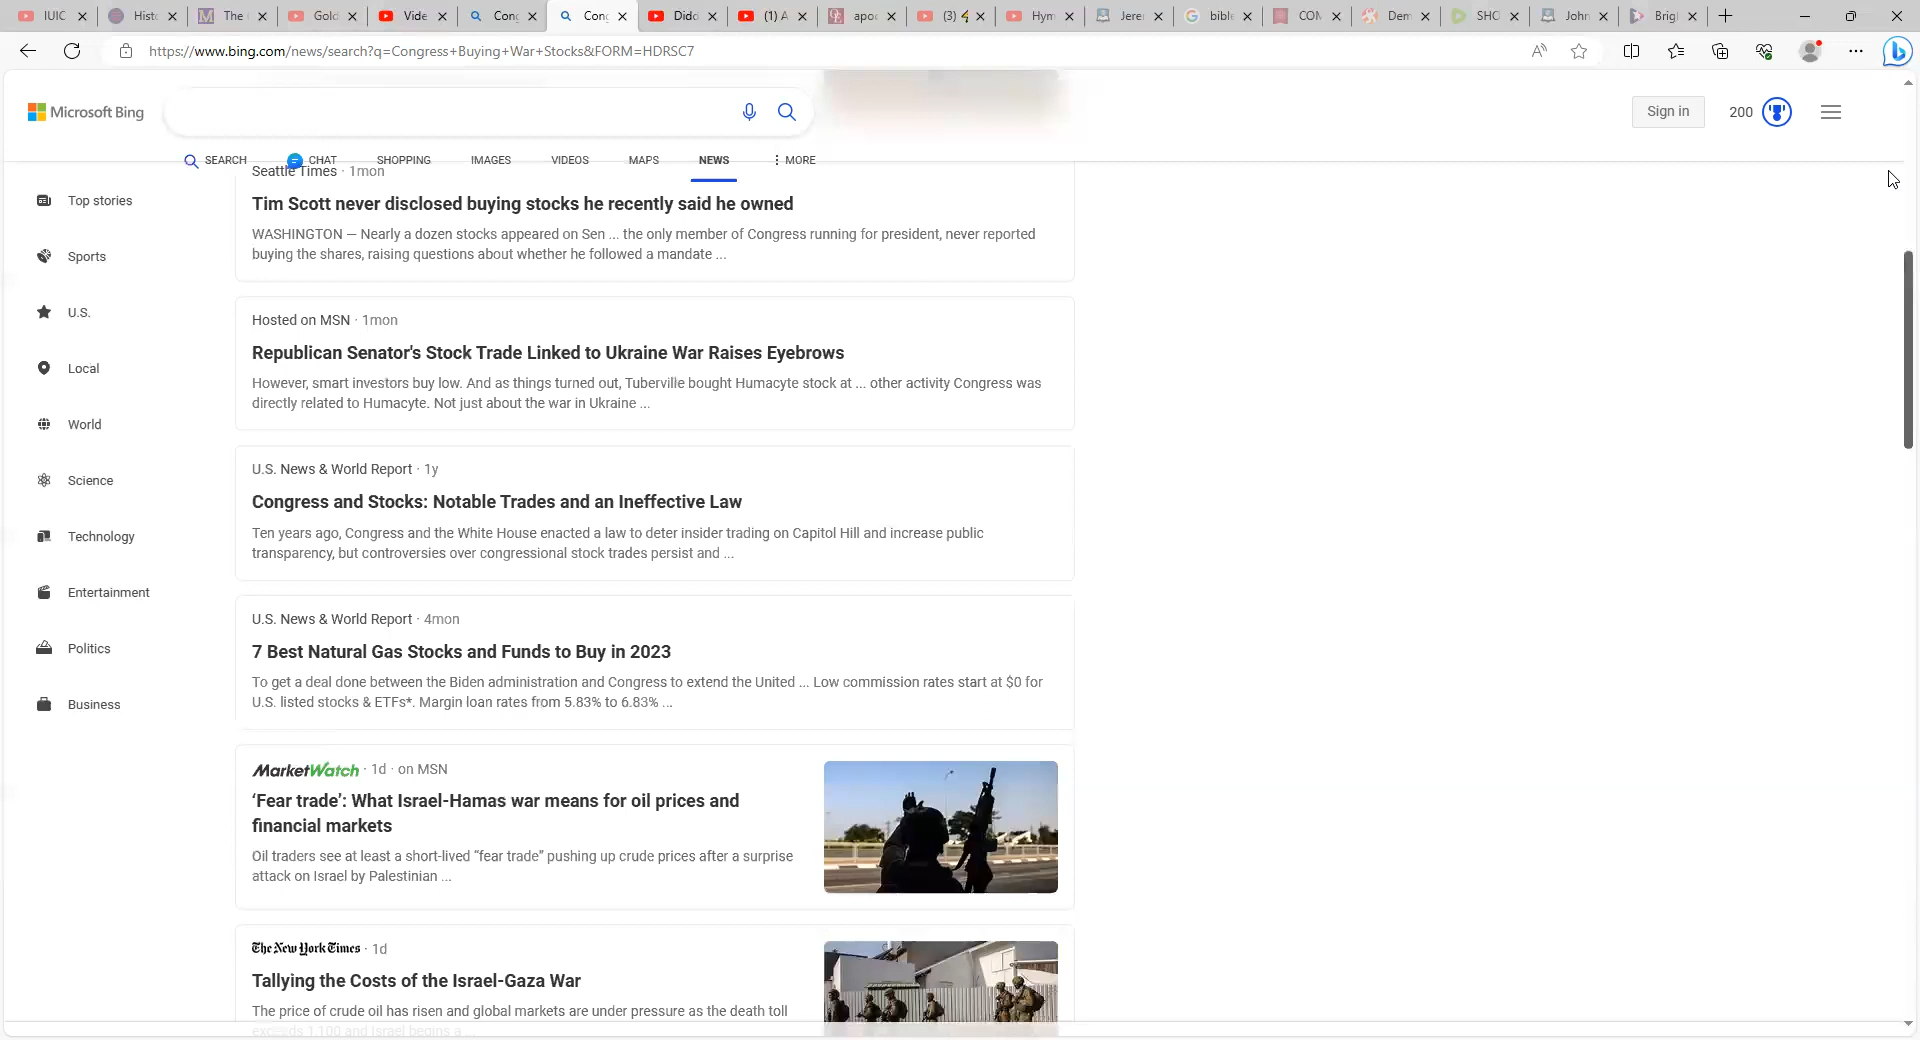 IUIC
Histo
The (
Gold
Vide
Cong
Cong
Didd
(1) A
apoc
(3)
Hym
Jerer
bible
CON
Dem
SHC
John
Brigl
https://www.bing.com/news/search?q=Congress+Buying+War+Stocks&FORM=HDRSC7
Microsoft Bing
Sign in
200
SEARCH
CHAT
SHOPPING
IMAGES
VIDEOS
MAPS
NEWS
MORE
Top stories
Sports
U.S.
Local
World
Science
Technology
Entertainment
Politics
Business
Seattle Times · 1mon
Tim Scott never disclosed buying stocks he recently said he owned
WASHINGTON — Nearly a dozen stocks appeared on Sen ... the only member of Congress running for president, never reported
buying the shares, raising questions about whether he followed a mandate ...
Hosted on MSN · 1mon
Republican Senator's Stock Trade Linked to Ukraine War Raises Eyebrows
However, smart investors buy low. And as things turned out, Tuberville bought Humacyte stock at ... other activity Congress was
directly related to Humacyte. Not just about the war in Ukraine ...
U.S. News & World Report · 1y
Congress and Stocks: Notable Trades and an Ineffective Law
Ten years ago, Congress and the White House enacted a law to deter insider trading on Capitol Hill and increase public
transparency, but controversies over congressional stock trades persist and ...
U.S. News & World Report · 4mon
7 Best Natural Gas Stocks and Funds to Buy in 2023
To get a deal done between the Biden administration and Congress to extend the United ... Low commission rates start at $0 for
U.S. listed stocks & ETFs*. Margin loan rates from 5.83% to 6.83% ...
MarketWatch · 1d · on MSN
‘Fear trade’: What Israel-Hamas war means for oil prices and
financial markets
Oil traders see at least a short-lived “fear trade” pushing up crude prices after a surprise
attack on Israel by Palestinian ...
The New York Times · 1d
Tallying the Costs of the Israel-Gaza War
The price of crude oil has risen and global markets are under pressure as the death toll
exceeds 1,100 and Israel begins a ...